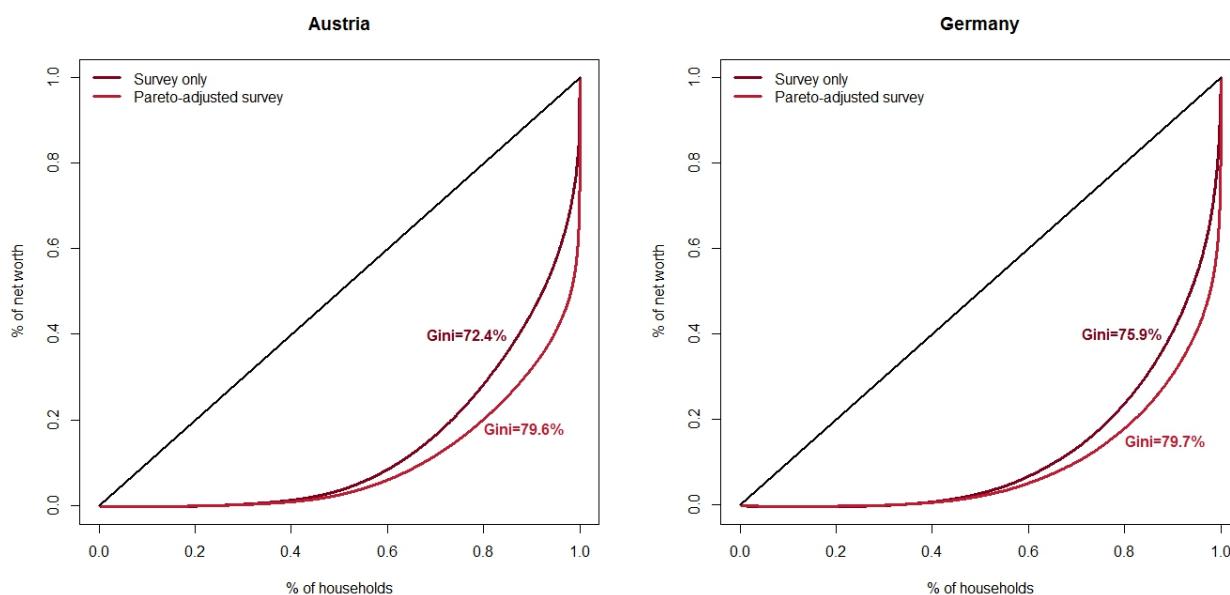 Austria
Survey only
Pareto-adjusted survey
1.0
0.8
0.6
0.4
0.2
0.0
% of net worth
Gini=72.4%
Gini=79.6%
0.0 0.2 0.4 0.6 0.8 1.0
% of households
Germany
Survey only
Pareto-adjusted survey
1.0
0.8
0.6
0.4
0.2
0.0
% of net worth
Gini=75.9%
Gini=79.7%
0.0 0.2 0.4 0.6 0.8 1.0
% of households